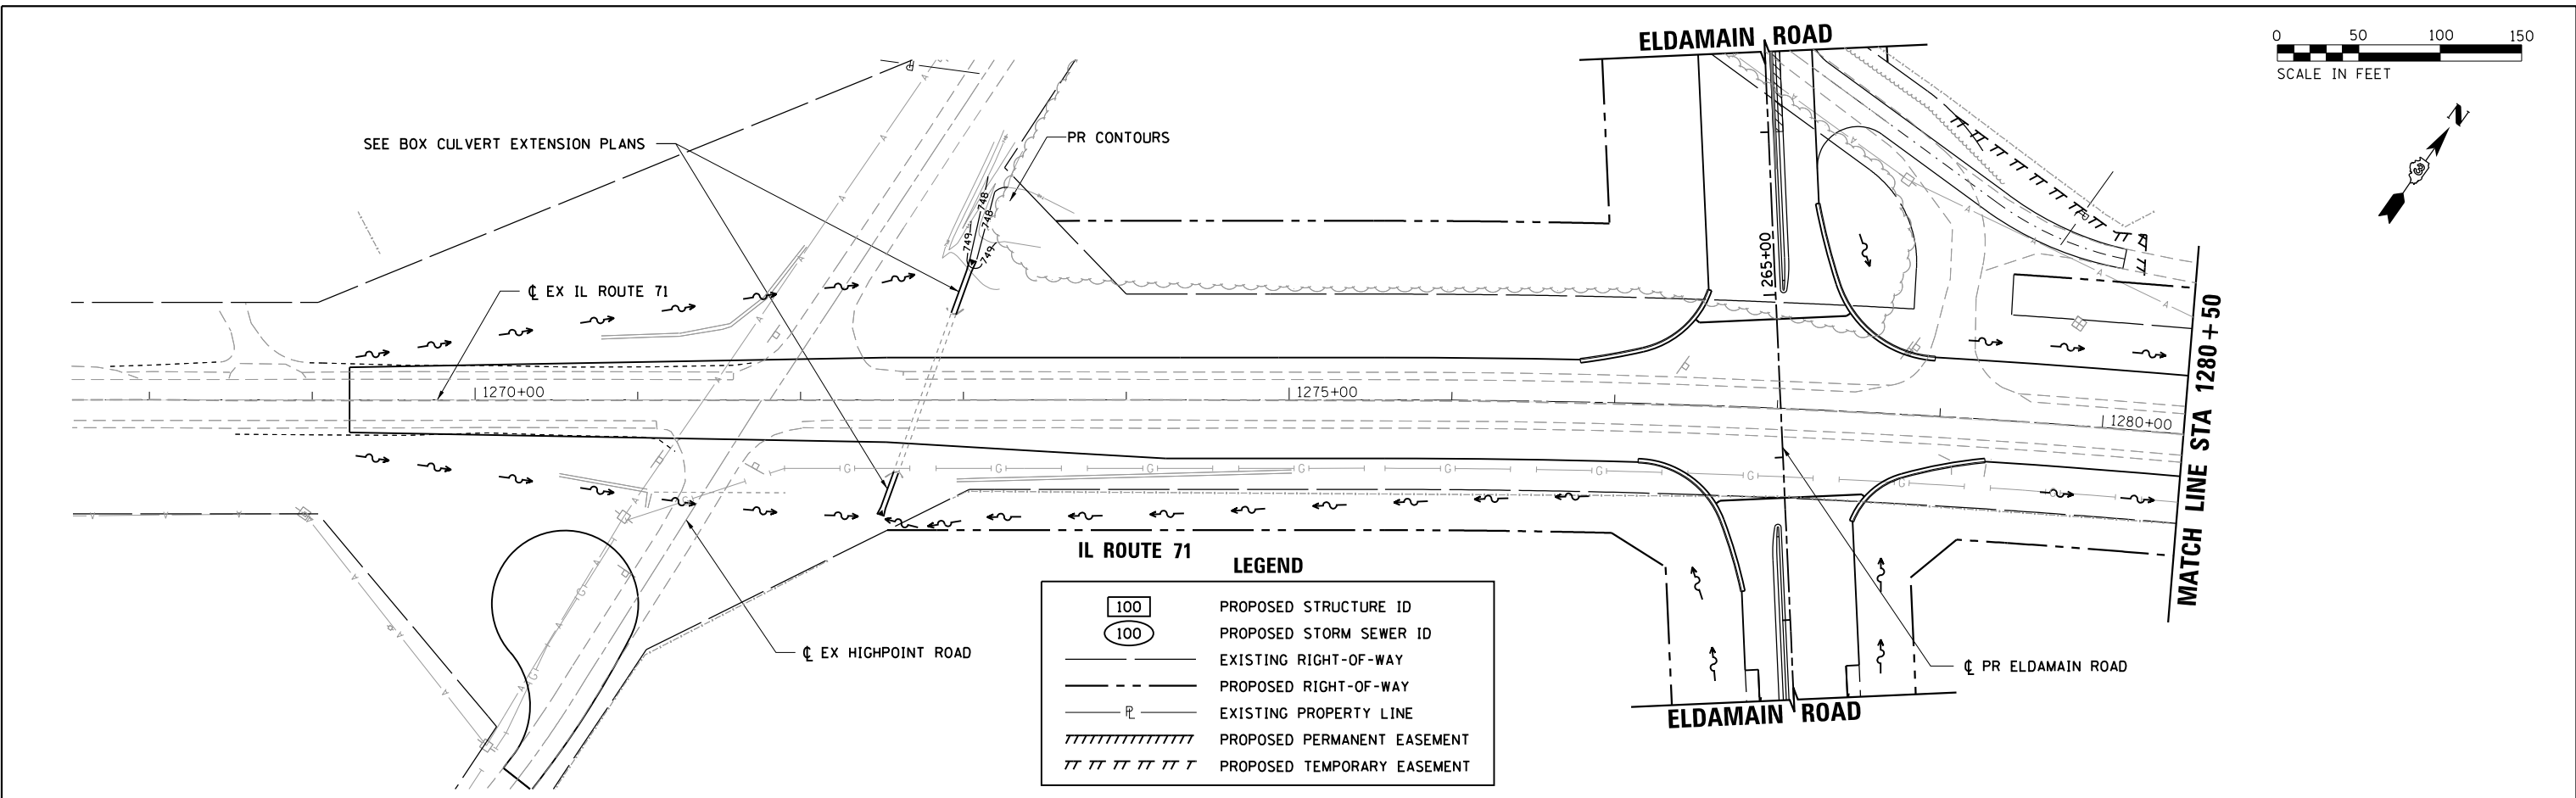 ELDAMAIN ROAD
0 50 100 150
SCALE IN FEET
N
3
SEE BOX CULVERT EXTENSION PLANS
PR CONTOURS
748
748
749
749
265+00
℄ EX IL ROUTE 71
1270+00
1275+00
1280+00
MATCH LINE STA 1280+50
IL ROUTE 71
LEGEND
100 PROPOSED STRUCTURE ID
100 PROPOSED STORM SEWER ID
EXISTING RIGHT-OF-WAY
PROPOSED RIGHT-OF-WAY
PL EXISTING PROPERTY LINE
PROPOSED PERMANENT EASEMENT
PROPOSED TEMPORARY EASEMENT
℄ EX HIGHPOINT ROAD
℄ PR ELDAMAIN ROAD
ELDAMAIN ROAD
G G G G G G G G G